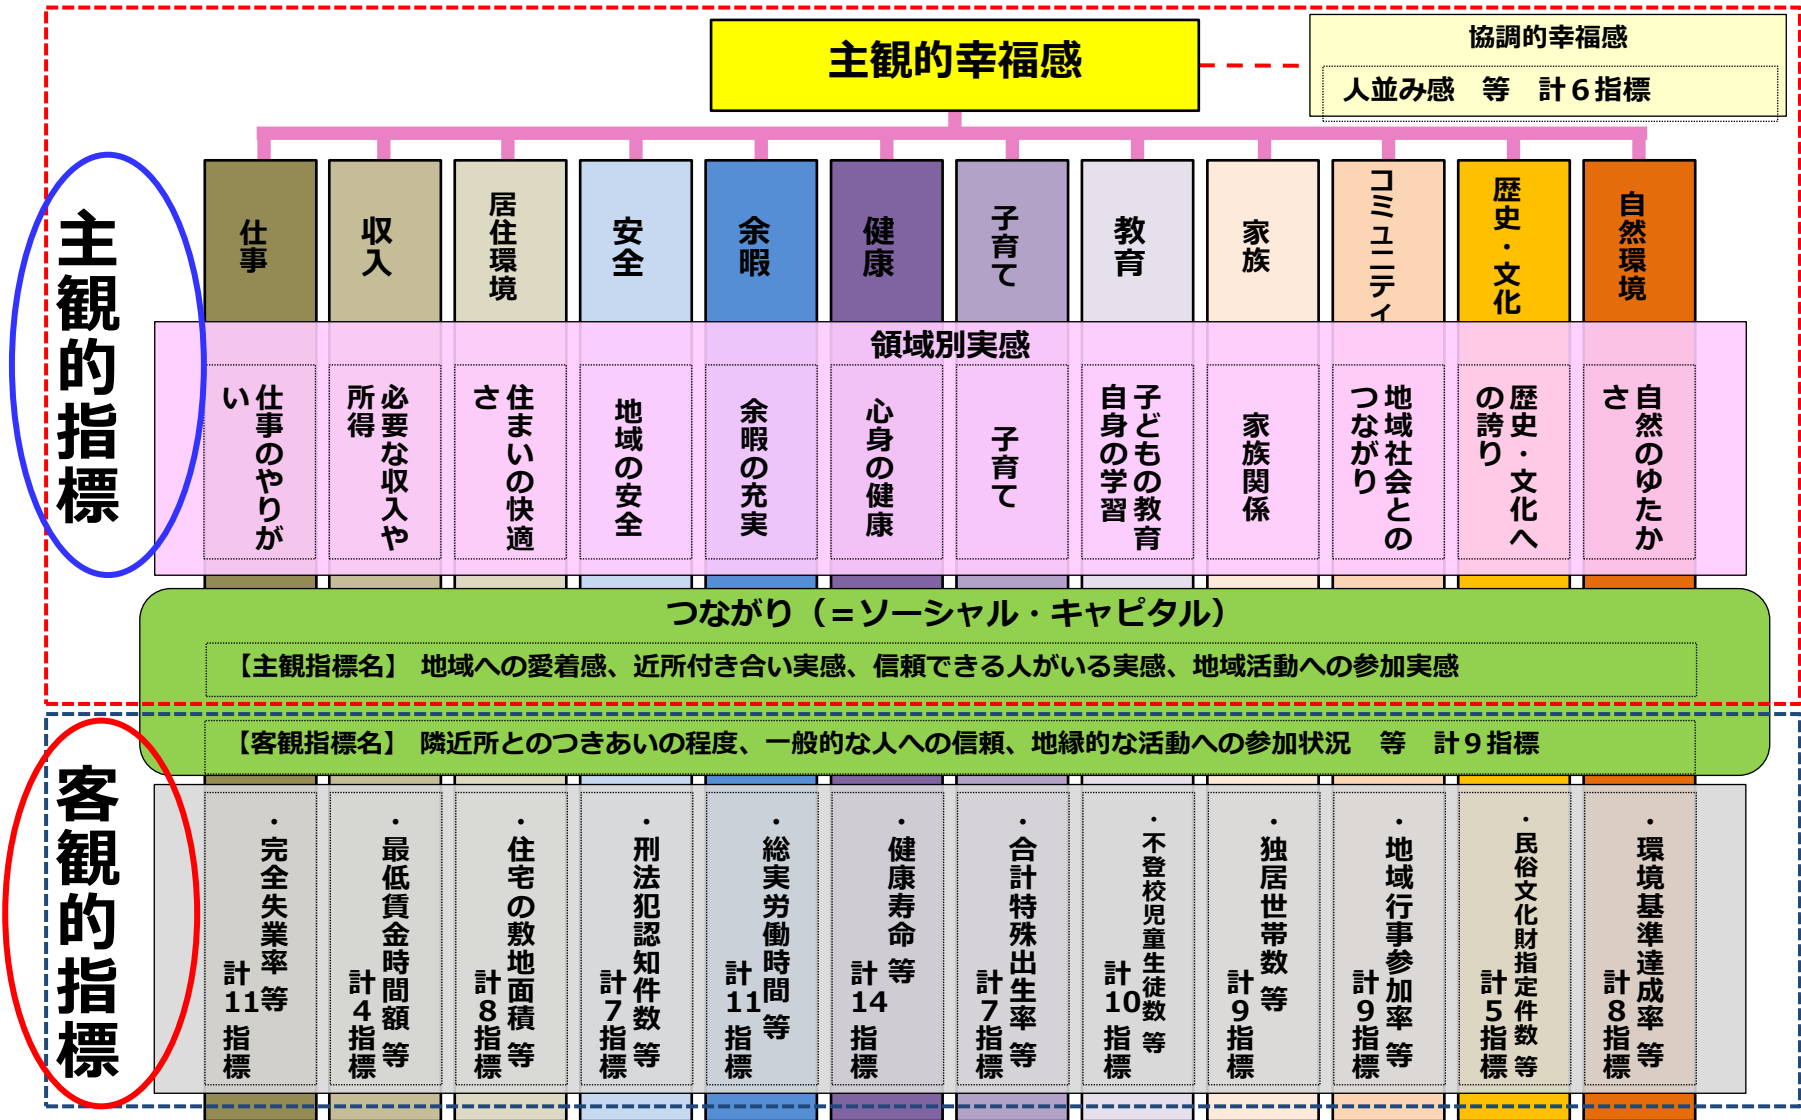 主観的幸福感
協調的幸福感
人並み感　等　計６指標
主観的指標
仕事
収入
居住環境
安全
余暇
健康
子育て
教育
家族
コミュニティ
歴史・文化
自然環境
領域別実感
仕事のやりが
い
必要な収入や
所得
住まいの快適
さ
地域の安全
余暇の充実
心身の健康
子育て
子どもの教育
自身の学習
家族関係
地域社会との
つながり
歴史・文化へ
の誇り
自然のゆたか
さ
つながり（＝ソーシャル・キャピタル）
【主観指標名】 地域への愛着感、近所付き合い実感、信頼できる人がいる実感、地域活動への参加実感
【客観指標名】 隣近所とのつきあいの程度、一般的な人への信頼、地縁的な活動への参加状況　等　計９指標
客観的指標
・完全失業率 等
計11指標
・最低賃金時間額 等
計4指標
・住宅の敷地面積 等
計8指標
・刑法犯認知件数 等
計7指標
・総実労働時間 等
計11指標
・健康寿命 等
計14指標
・合計特殊出生率 等
計7指標
・不登校児童生徒数 等
計10指標
・独居世帯数 等
計9指標
・地域行事参加率 等
計9指標
・民俗文化財指定件数 等
計5指標
・環境基準達成率 等
計8指標